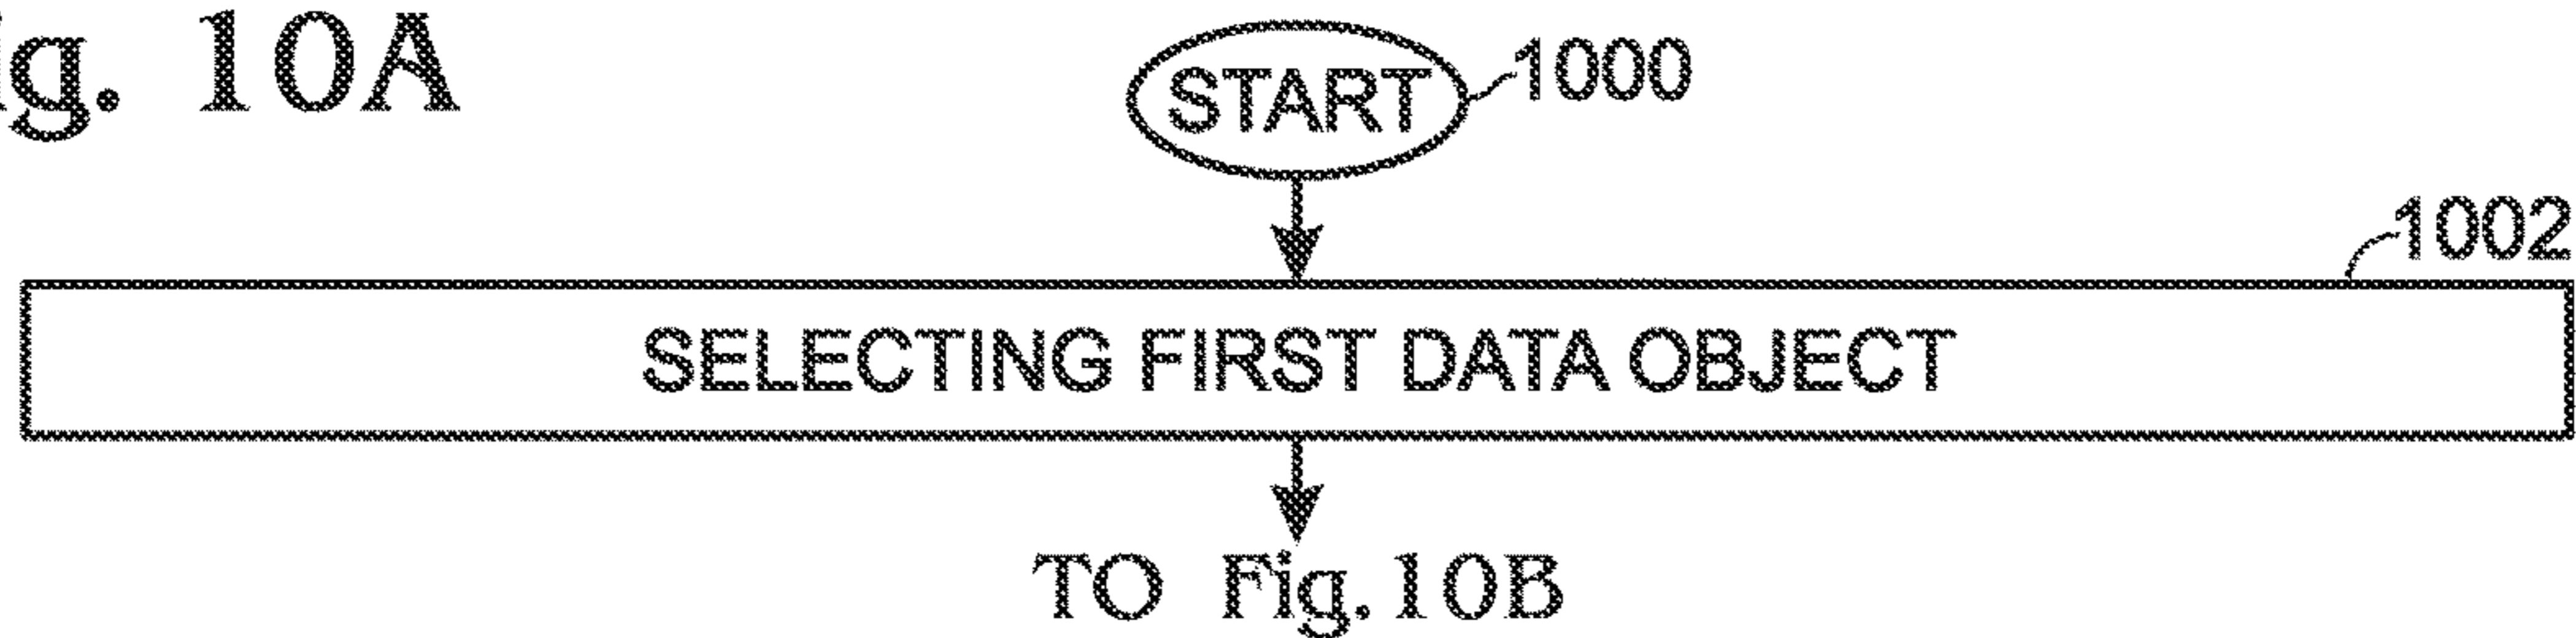 ig. 10A
START 1000
1002
SELECTING FIRST DATA OBJECT
TO Fig. 10B